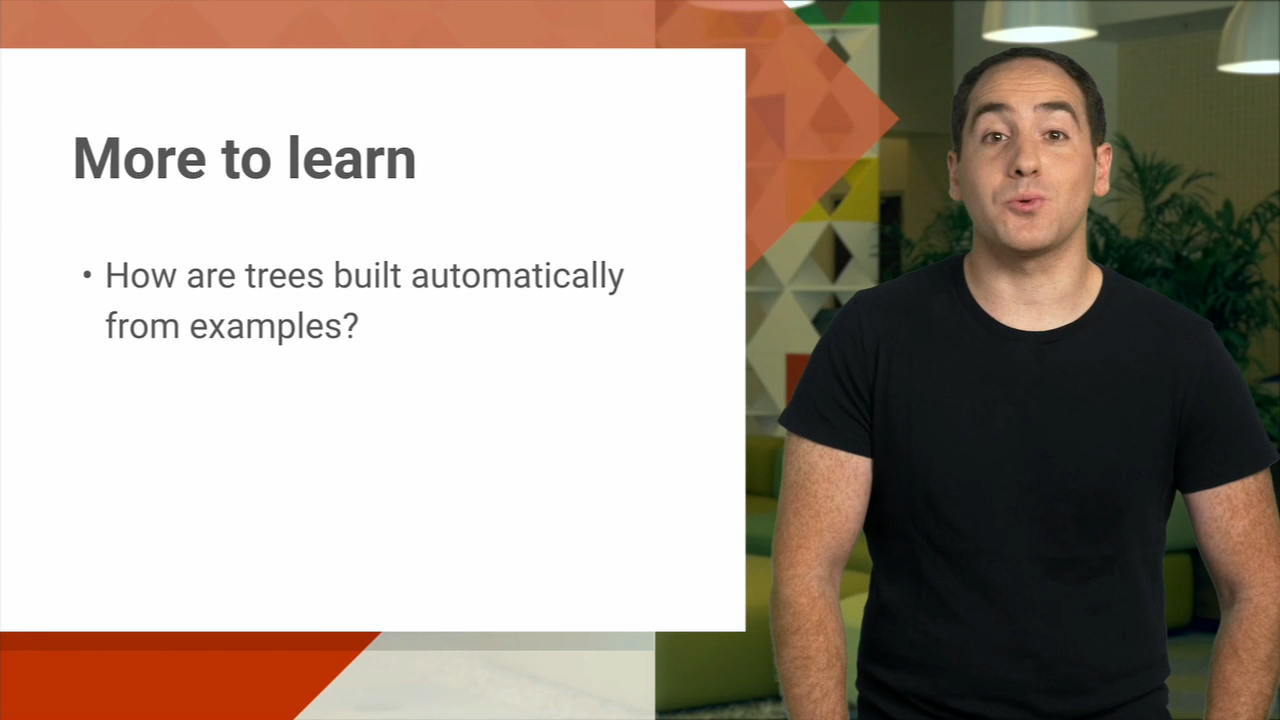 More to learn
• How are trees built automatically
from examples?